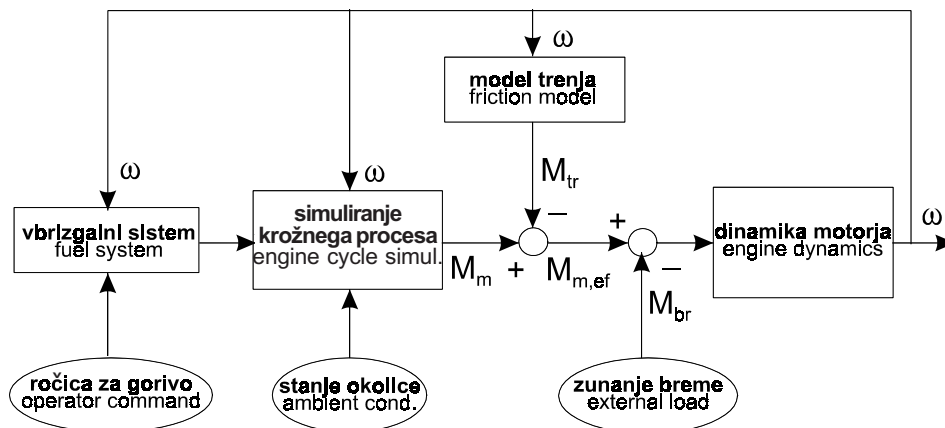 ω
model trenja
friction model
ω
ω
M_tr
ω
vbrizgalni sistem
fuel system
simuliranje
krožnega procesa
engine cycle simul.
M_m
+
−
M_m,ef
+
−
M_br
dinamika motorja
engine dynamics
ročica za gorivo
operator command
stanje okolice
ambient cond.
zunanje breme
external load